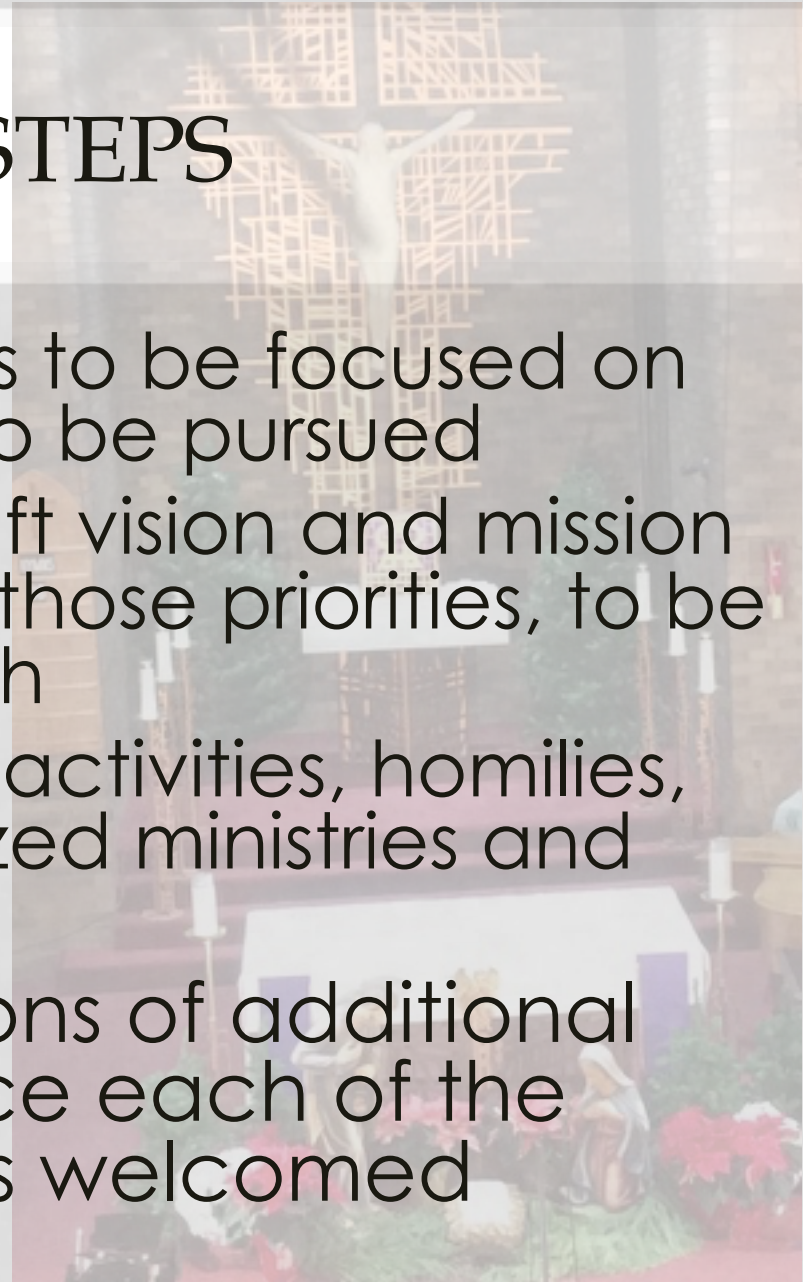 STEPS
s to be focused on
o be pursued
ft vision and mission
those priorities, to be
h
activities, homilies,
zed ministries and
ons of additional
ce each of the
s welcomed